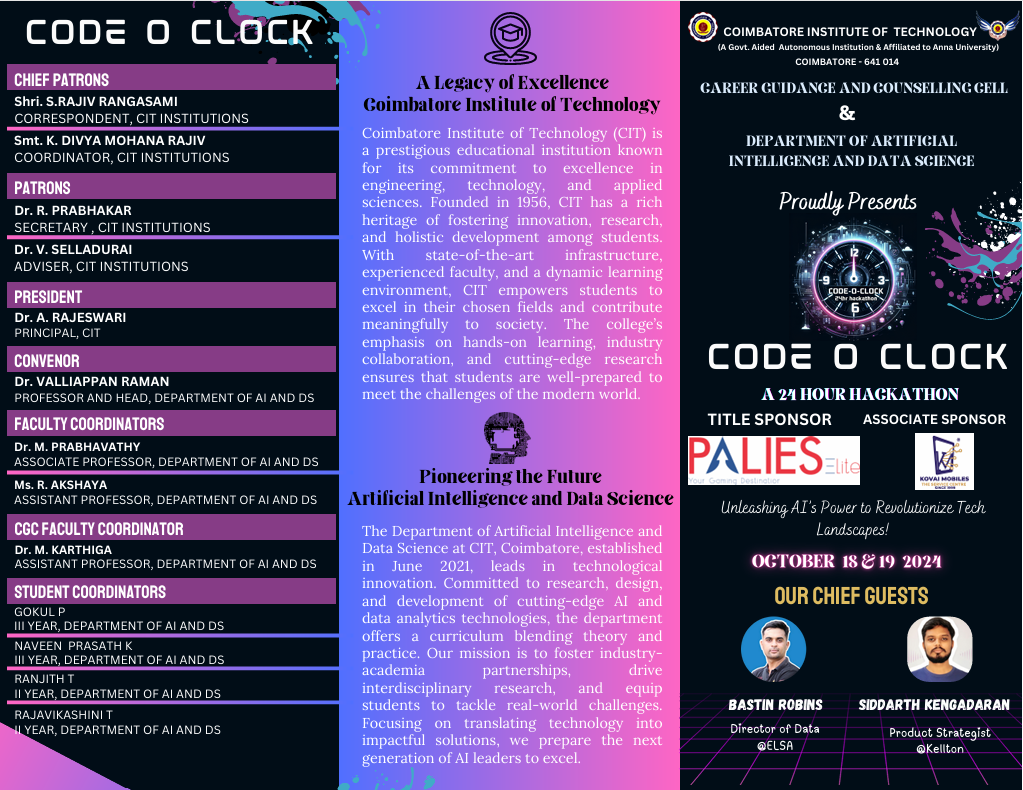 CODE O CLOCK
CHIEF PATRONS
Shri. S.RAJIV RANGASAMI
CORRESPONDENT, CIT INSTITUTIONS
Smt. K. DIVYA MOHANA RAJIV
COORDINATOR, CIT INSTITUTIONS
PATRONS
Dr. R. PRABHAKAR
SECRETARY , CIT INSTITUTIONS
Dr. V. SELLADURAI
ADVISER, CIT INSTITUTIONS
PRESIDENT
Dr. A. RAJESWARI
PRINCIPAL, CIT
CONVENOR
Dr. VALLIAPPAN RAMAN
PROFESSOR AND HEAD, DEPARTMENT OF AI AND DS
FACULTY COORDINATORS
Dr. M. PRABHAVATHY
ASSOCIATE PROFESSOR, DEPARTMENT OF AI AND DS
Ms. R. AKSHAYA
ASSISTANT PROFESSOR, DEPARTMENT OF AI AND DS
CGC FACULTY COORDINATOR
Dr. M. KARTHIGA
ASSISTANT PROFESSOR, DEPARTMENT OF AI AND DS
STUDENT COORDINATORS
GOKUL P
III YEAR, DEPARTMENT OF AI AND DS
NAVEEN PRASATH K
III YEAR, DEPARTMENT OF AI AND DS
RANJITH T
II YEAR, DEPARTMENT OF AI AND DS
RAJAVIKASHINI T
II YEAR, DEPARTMENT OF AI AND DS
A Legacy of Excellence
Coimbatore Institute of Technology
Coimbatore Institute of Technology (CIT) is
a prestigious educational institution known
for its commitment to excellence in
engineering, technology, and applied
sciences. Founded in 1956, CIT has a rich
heritage of fostering innovation, research,
and holistic development among students.
With state-of-the-art infrastructure,
experienced faculty, and a dynamic learning
environment, CIT empowers students to
excel in their chosen fields and contribute
meaningfully to society. The college's
emphasis on hands-on learning, industry
collaboration, and cutting-edge research
ensures that students are well-prepared to
meet the challenges of the modern world.
Pioneering the Future
Artificial Intelligence and Data Science
The Department of Artificial Intelligence and
Data Science at CIT, Coimbatore, established
in June 2021, leads in technological
innovation. Committed to research, design,
and development of cutting-edge AI and
data analytics technologies, the department
offers a curriculum blending theory and
practice. Our mission is to foster industry-
academia partnerships, drive
interdisciplinary research, and equip
students to tackle real-world challenges.
Focusing on translating technology into
impactful solutions, we prepare the next
generation of AI leaders to excel.
COIMBATORE INSTITUTE OF TECHNOLOGY
(A Govt. Aided Autonomous Institution & Affiliated to Anna University)
COIMBATORE - 641 014
CAREER GUIDANCE AND COUNSELLING CELL
&
DEPARTMENT OF ARTIFICIAL
INTELLIGENCE AND DATA SCIENCE
Proudly Presents
12
9 3
CODE-O-CLOCK
24hr hackathon
6
CODE O CLOCK
A 24 HOUR HACKATHON
TITLE SPONSOR ASSOCIATE SPONSOR
PALIES Elite
Your Gaming Destination
KOVAI MOBILES
THE SERVICE CENTRE
SINCE 1999
Unleashing AI's Power to Revolutionize Tech
Landscapes!
OCTOBER 18 & 19 2024
OUR CHIEF GUESTS
BASTIN ROBINS SIDDARTH KENGADARAN
Director of Data Product Strategist
@ELSA @Kellton